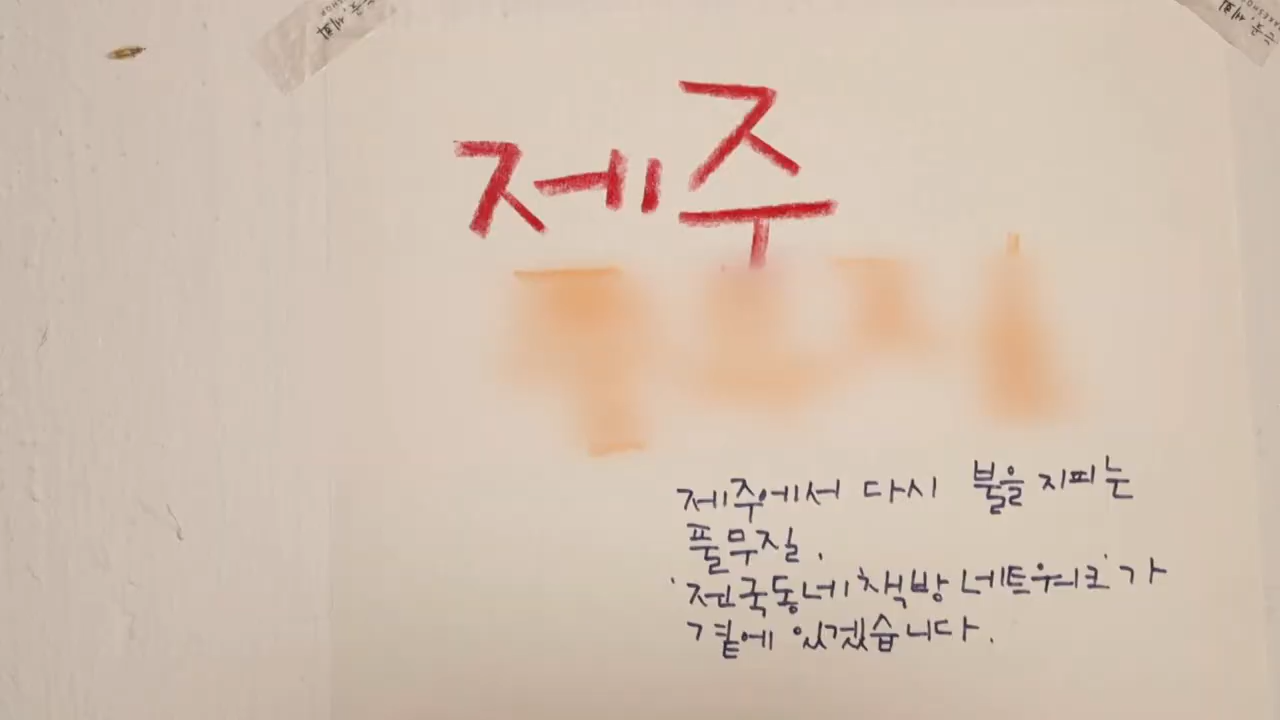 제주
제주에서 다시 불을 지피는
풀무질.
'전국동네책방네트워크'가
곁에 있겠습니다.